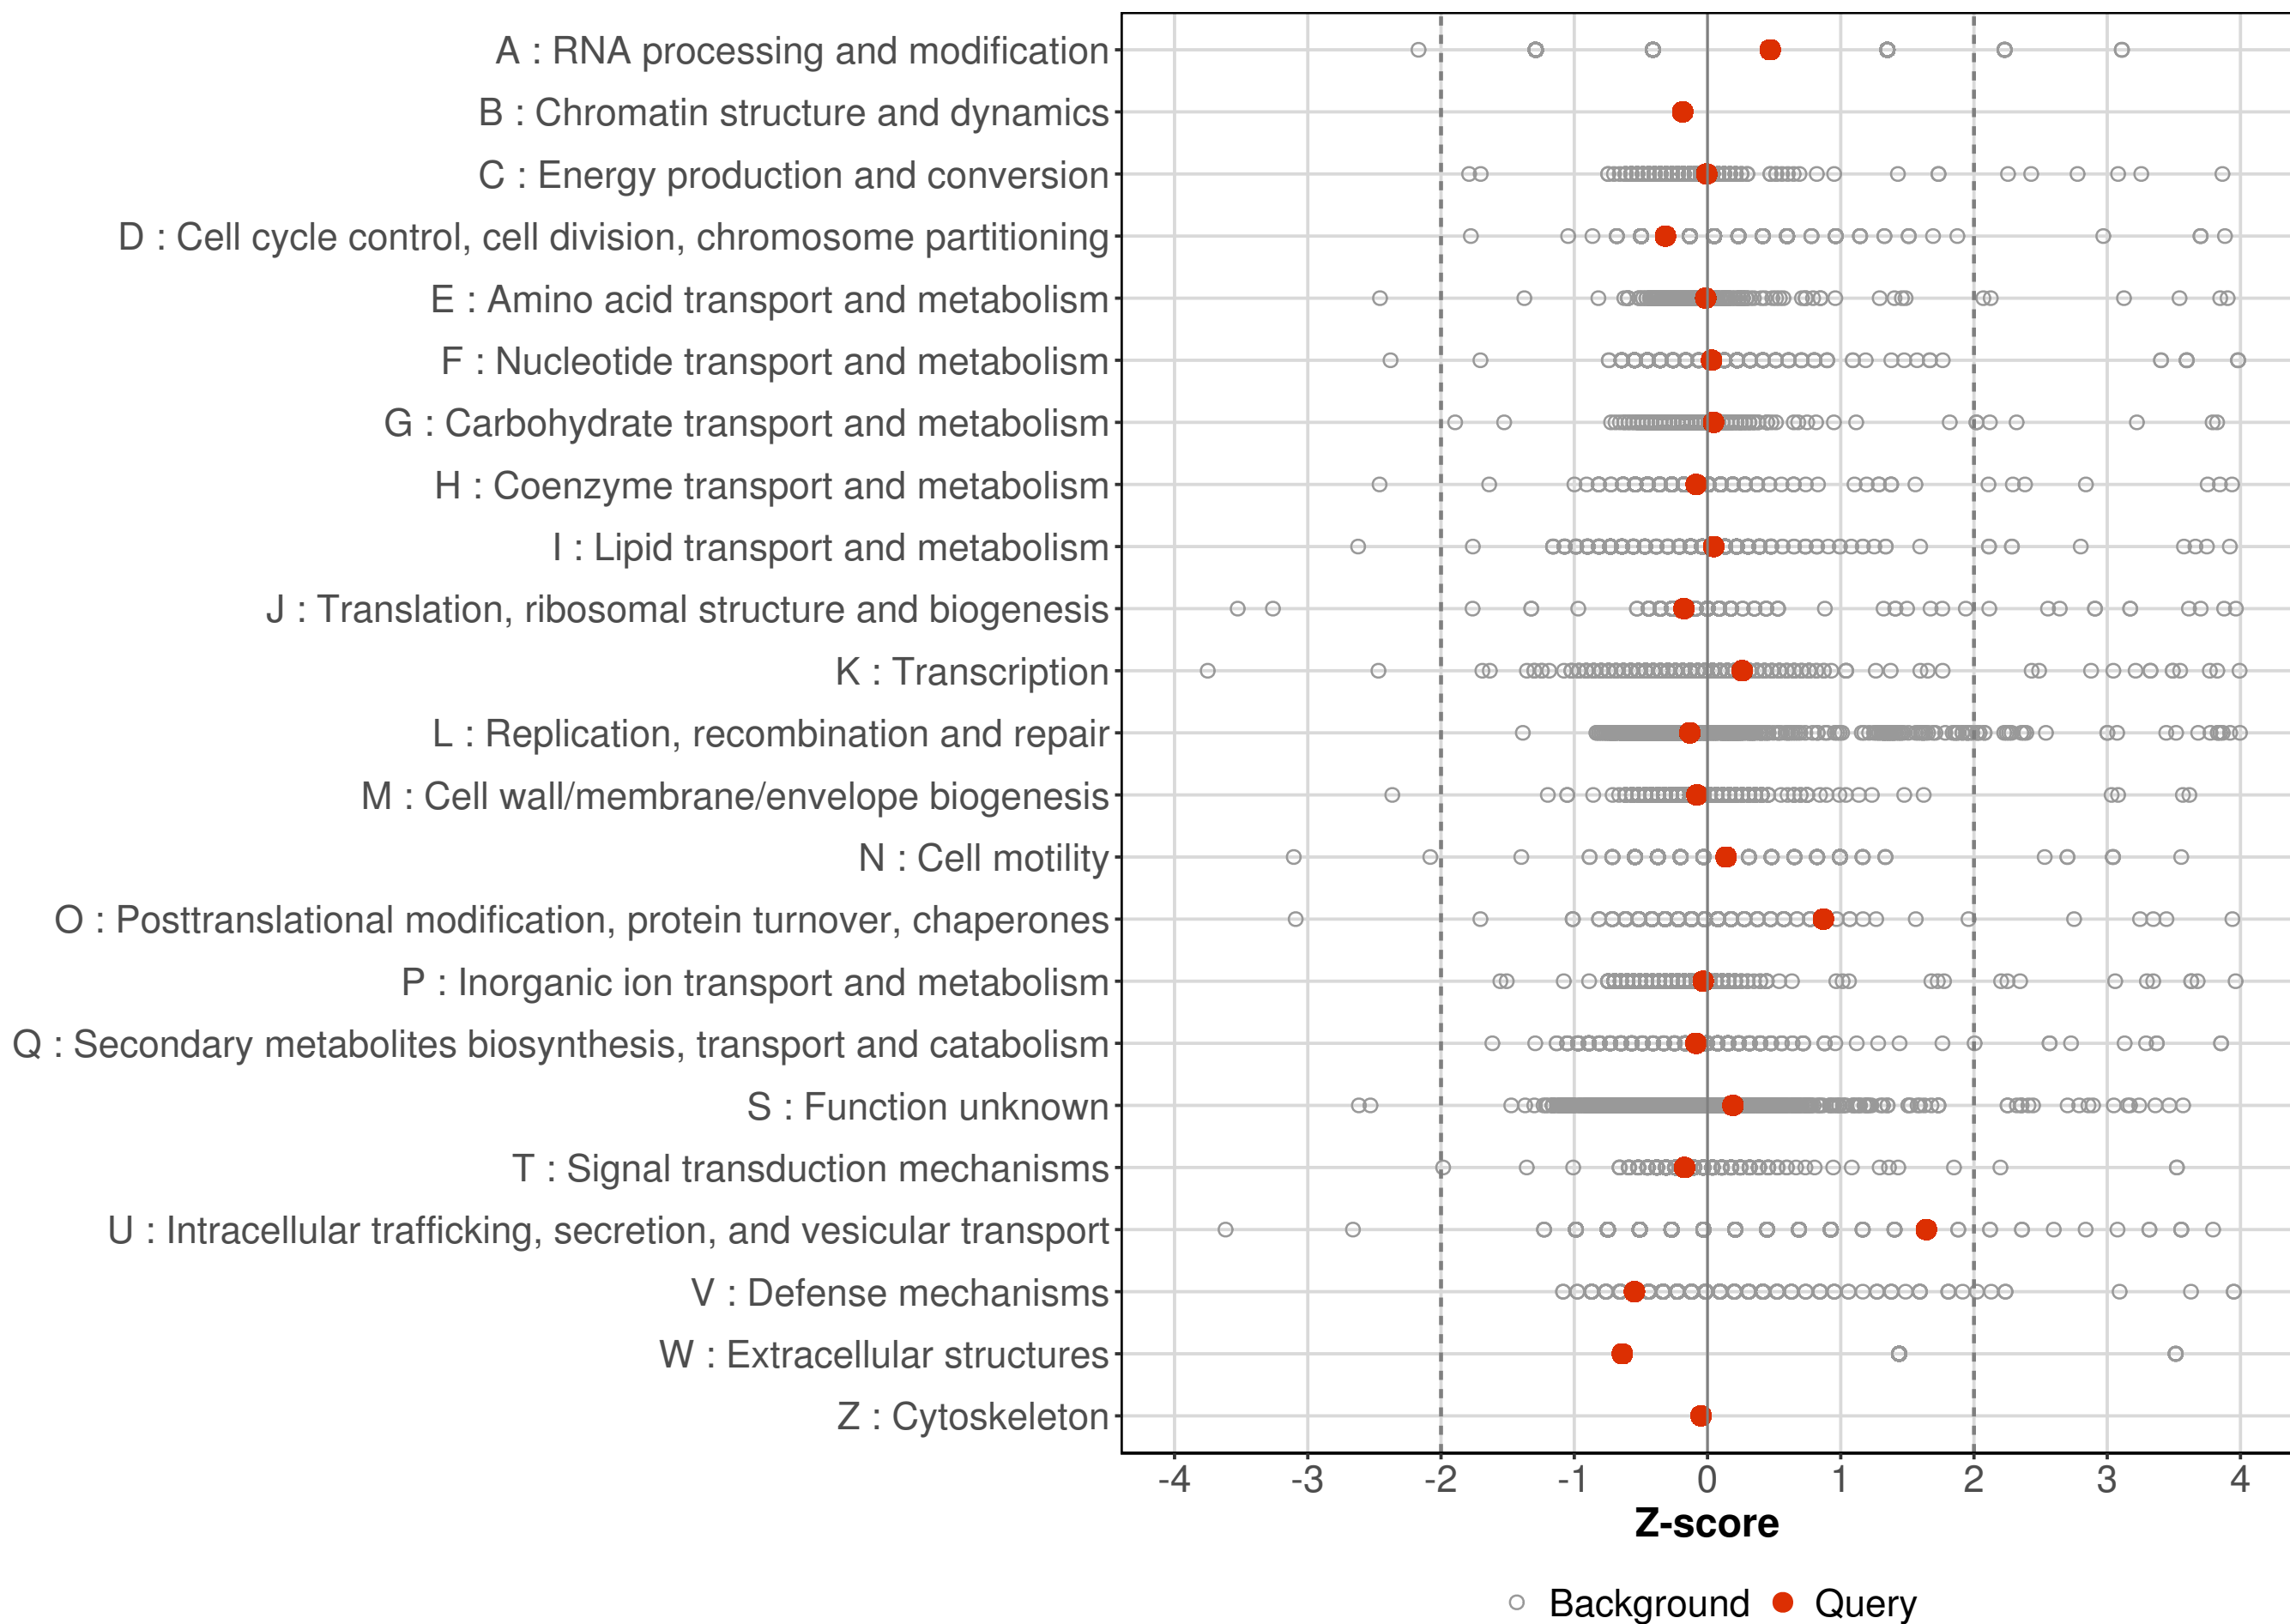 A : RNA processing and modification
B : Chromatin structure and dynamics
C : Energy production and conversion
D : Cell cycle control, cell division, chromosome partitioning
E : Amino acid transport and metabolism
F : Nucleotide transport and metabolism
G : Carbohydrate transport and metabolism
H : Coenzyme transport and metabolism
I : Lipid transport and metabolism
J : Translation, ribosomal structure and biogenesis
K : Transcription
L : Replication, recombination and repair
M : Cell wall/membrane/envelope biogenesis
N : Cell motility
O : Posttranslational modification, protein turnover, chaperones
P : Inorganic ion transport and metabolism
Q : Secondary metabolites biosynthesis, transport and catabolism
S : Function unknown
T : Signal transduction mechanisms
U : Intracellular trafficking, secretion, and vesicular transport
V : Defense mechanisms
W : Extracellular structures
Z : Cytoskeleton
-4 -3 -2 -1 0 1 2 3 4
Z-score
Background Query